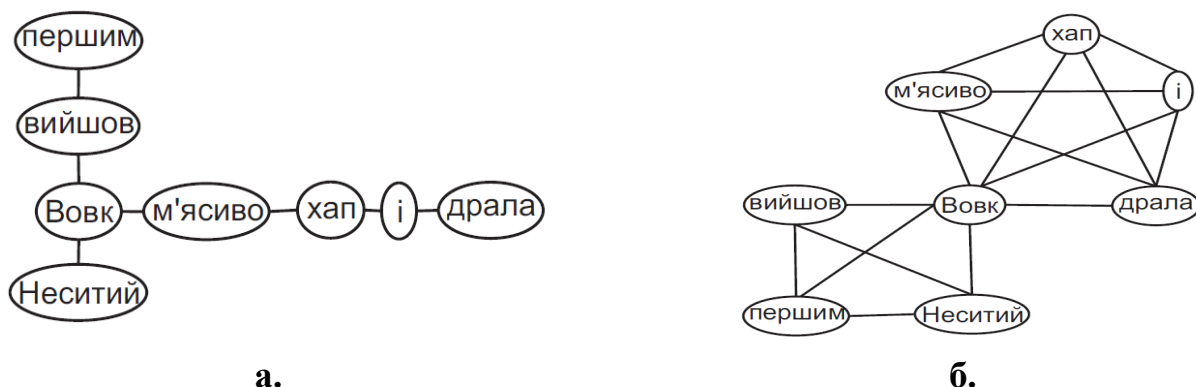 першим
вийшов
Вовк м'ясиво хап і драла
Неситий
а.
хап
м'ясиво і
вийшов Вовк драла
першим Неситий
б.